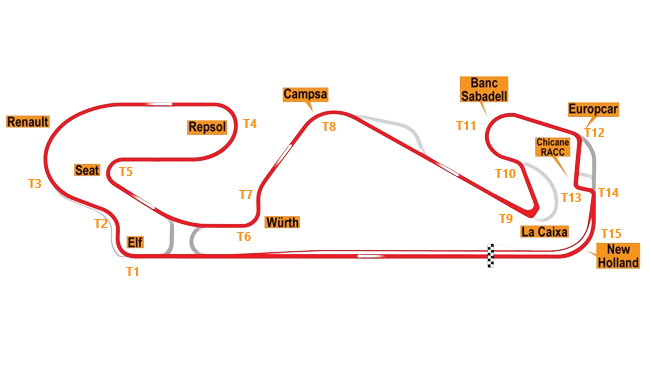 Banc
Sabadell
Campsa
Europcar
Renault
Repsol
T4
T8
T11
T12
Chicane
RACC
Seat
T5
T10
T3
T7
T13
T14
T2
T9
Würth
T6
La Caixa
T15
Elf
New
Holland
T1